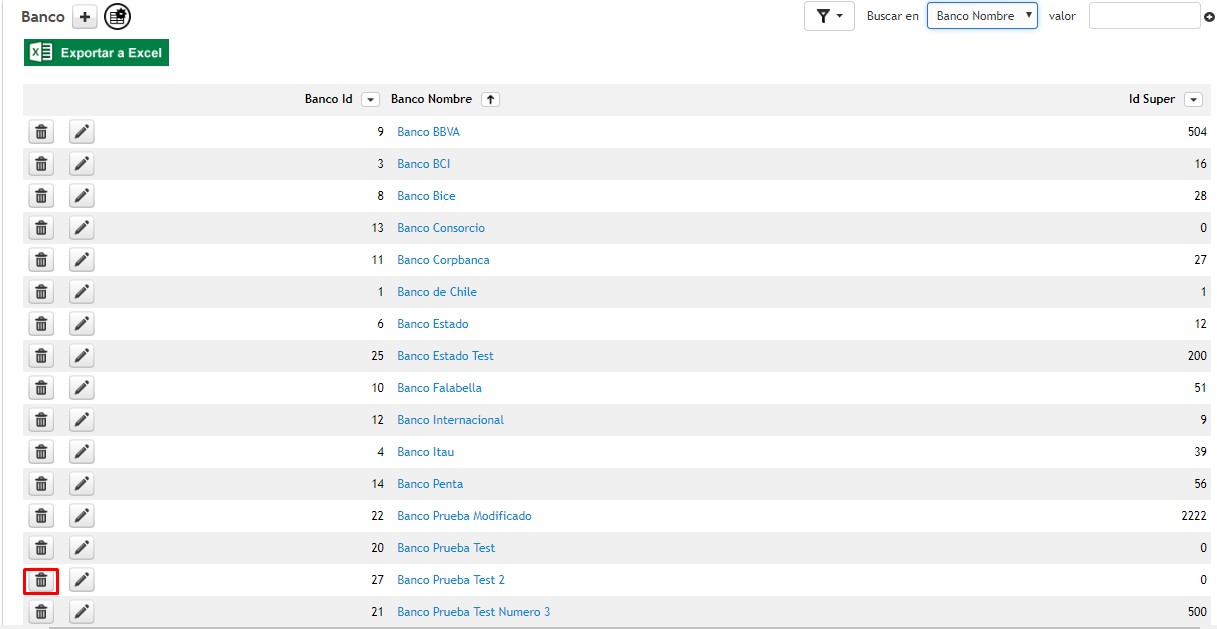 Banco Buscar en Banco Nombre valor
Exportar a Excel
Banco Id Banco Nombre Id Super
9 Banco BBVA 504
3 Banco BCI 16
8 Banco Bice 28
13 Banco Consorcio 0
11 Banco Corpbanca 27
1 Banco de Chile 1
6 Banco Estado 12
25 Banco Estado Test 200
10 Banco Falabella 51
12 Banco Internacional 9
4 Banco Itau 39
14 Banco Penta 56
22 Banco Prueba Modificado 2222
20 Banco Prueba Test 0
27 Banco Prueba Test 2 0
21 Banco Prueba Test Numero 3 500